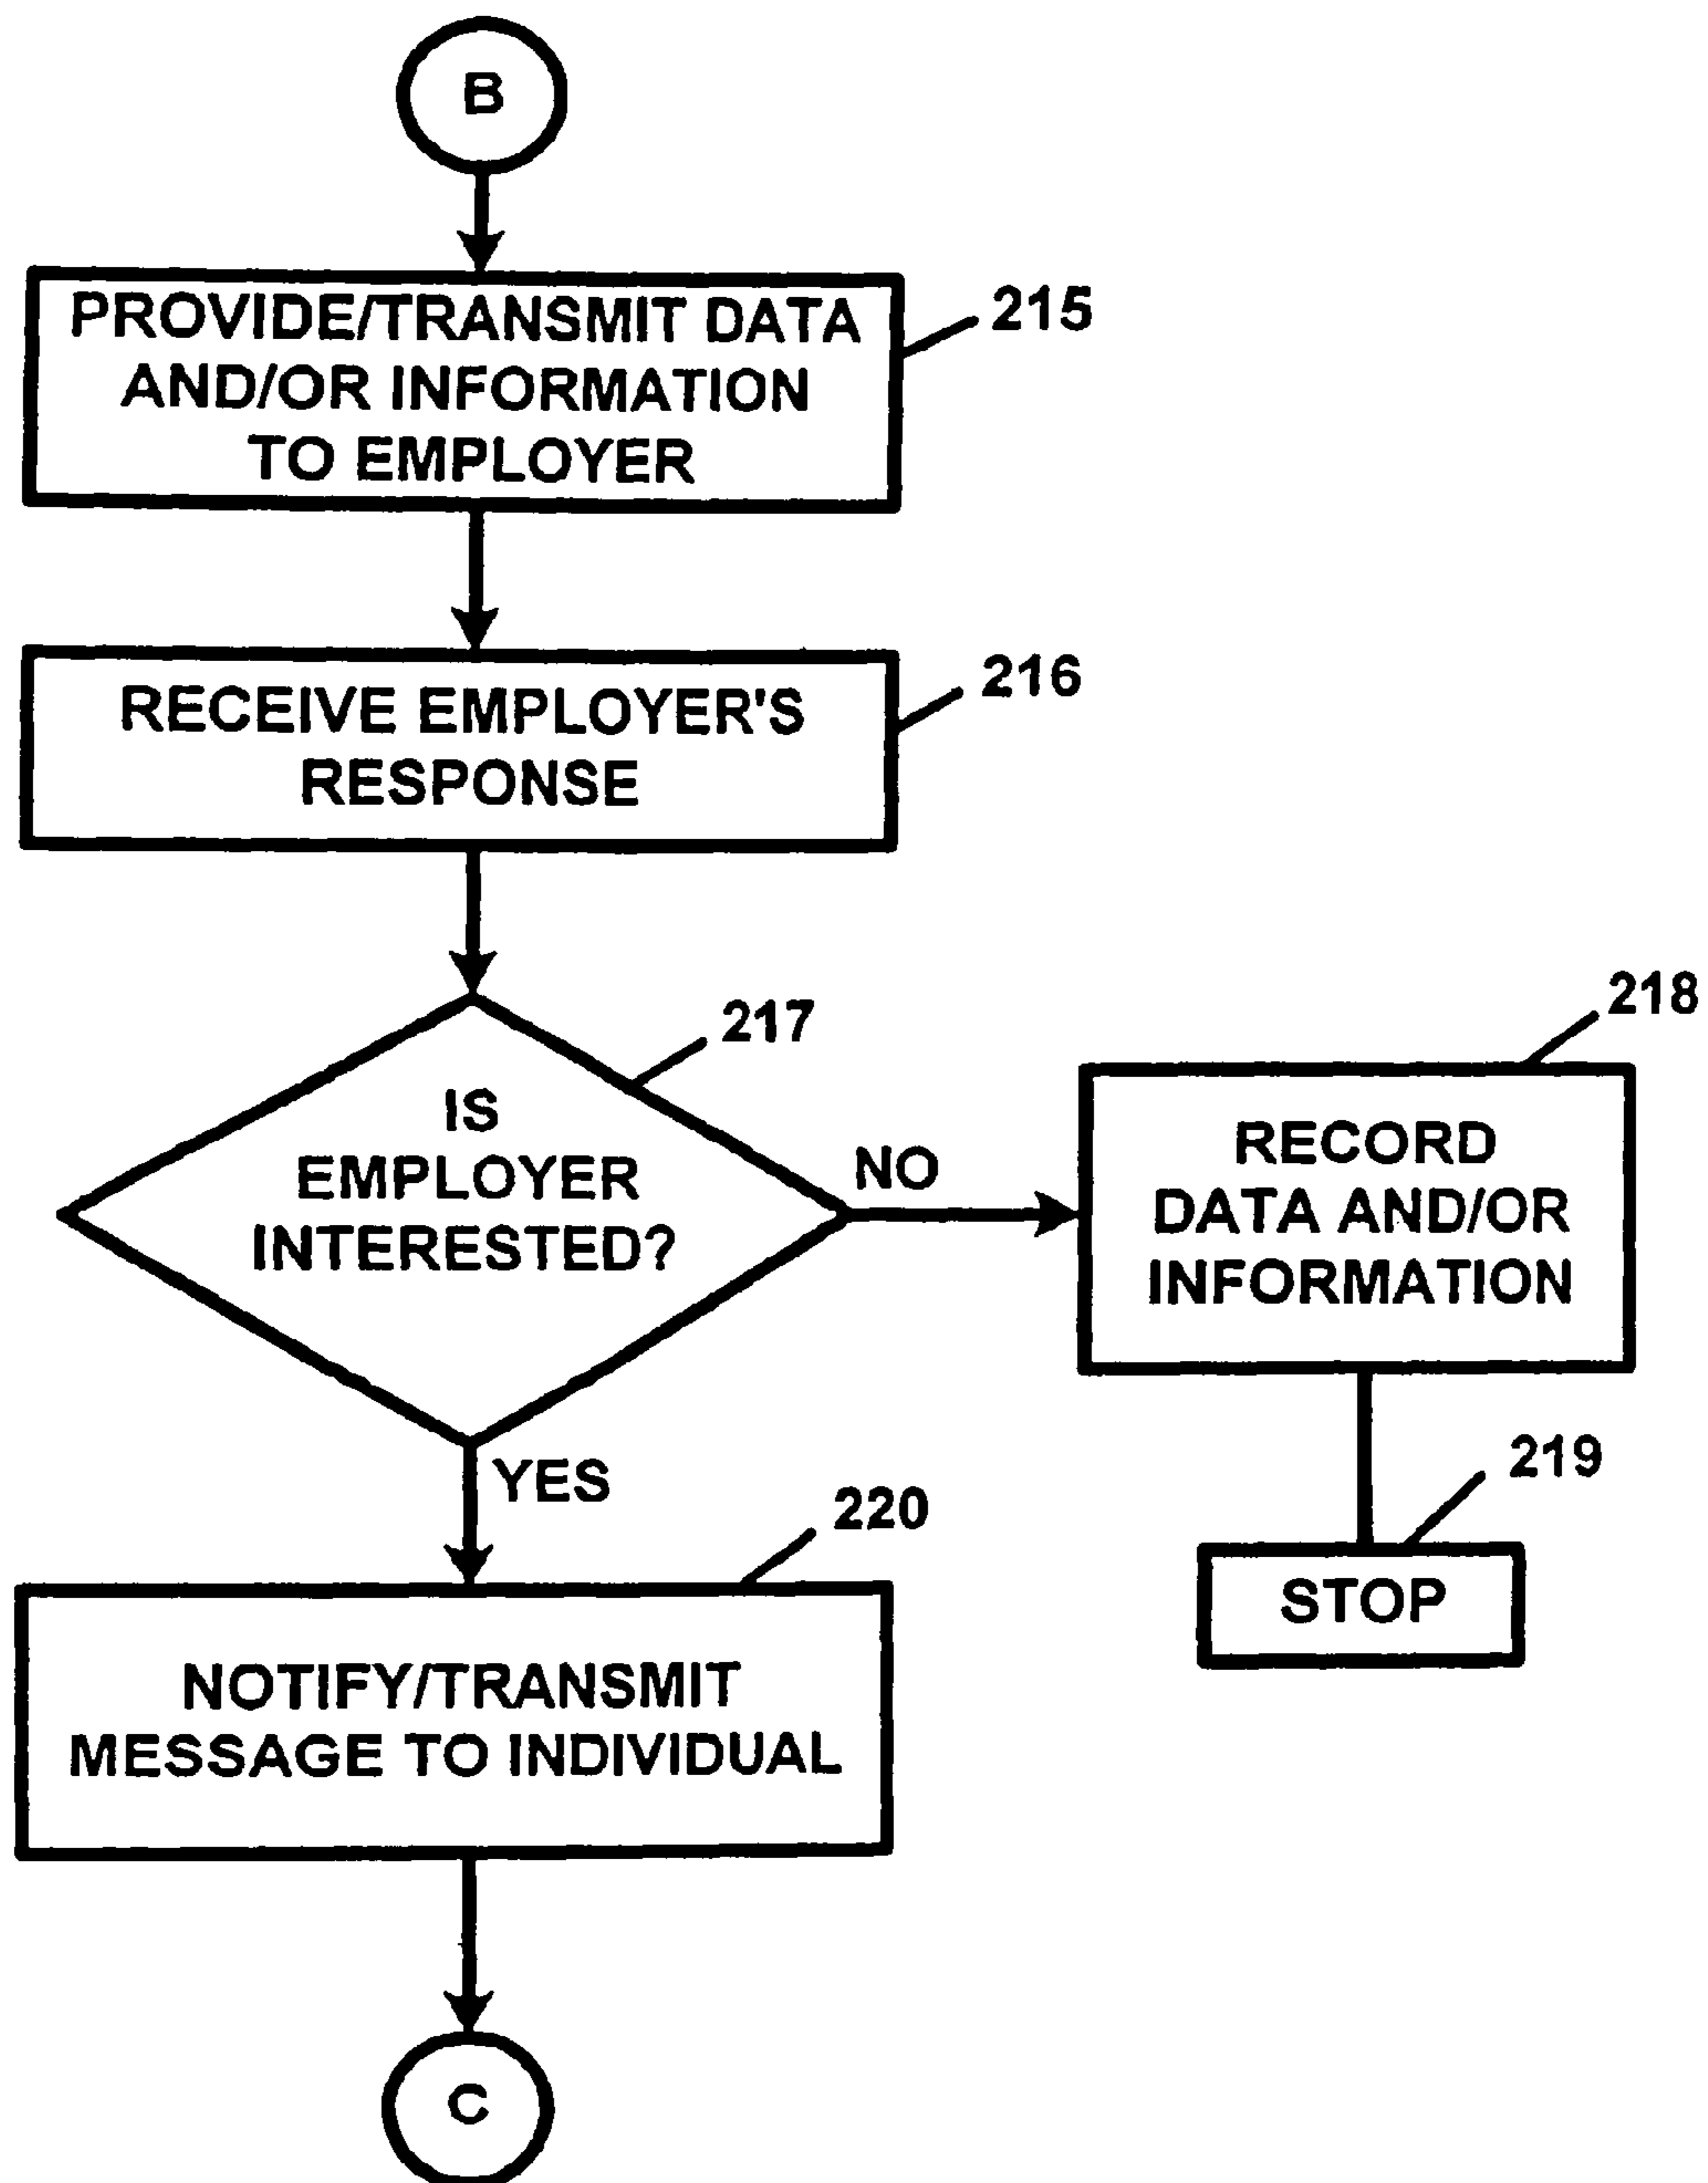 B
PROVIDE/TRANSMIT DATA
AND/OR INFORMATION
TO EMPLOYER
215
RECEIVE EMPLOYER'S
RESPONSE
216
IS
EMPLOYER
INTERESTED?
217
NO
218
RECORD
DATA AND/OR
INFORMATION
219
STOP
YES
220
NOTIFY/TRANSMIT
MESSAGE TO INDIVIDUAL
C